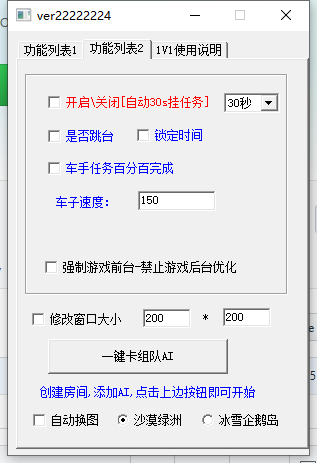 ver22222224
功能列表1 功能列表2 1V1使用说明
开启\关闭[自动30s挂任务] 30秒
是否跳台 锁定时间
车手任务百分百完成
车子速度: 150
强制游戏前台-禁止游戏后台优化
修改窗口大小 200 * 200
一键卡组队AI
创建房间,添加AI,点击上边按钮即可开始
自动换图 沙漠绿洲 冰雪企鹅岛